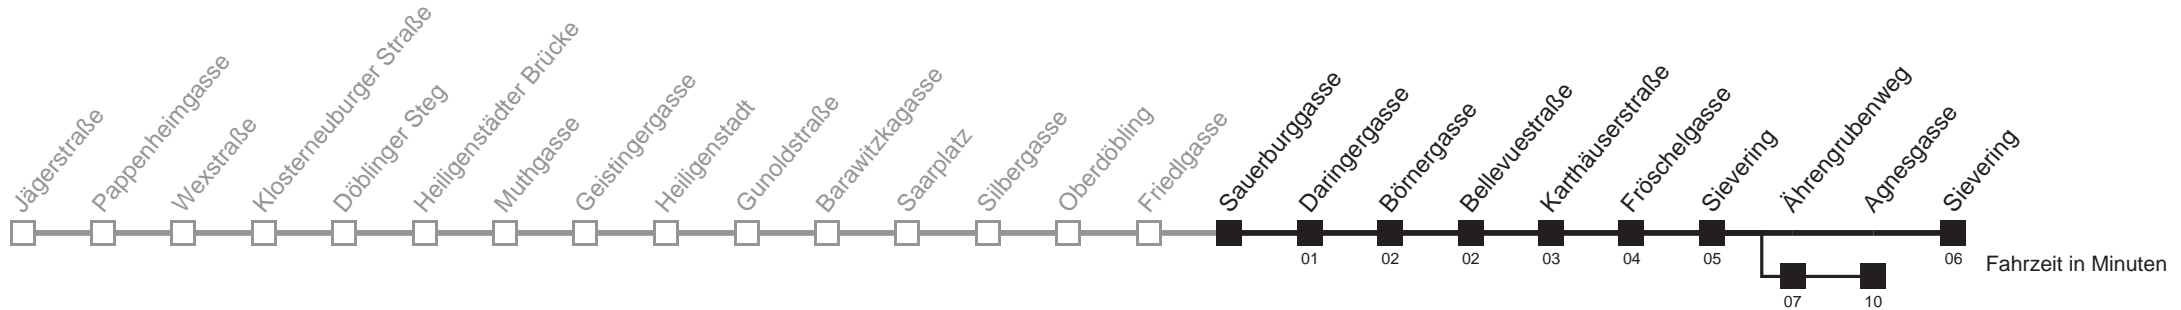 Jägerstraße
Pappenheimgasse
Wexstraße
Klosterneuburger Straße
Döblinger Steg
Heiligenstädter Brücke
Muthgasse
Geistingergasse
Heiligenstadt
Gunoldstraße
Barawitzkagasse
Saarplatz
Silbergasse
Oberdöbling
Friedlgasse
Sauerburggasse
Daringergasse
Börnergasse
Bellevuestraße
Karthäuserstraße
Fröschelgasse
Sievering
Ährengrubenweg
Agnesgasse
Sievering
01
02
02
03
04
05
06
Fahrzeit in Minuten
07
10